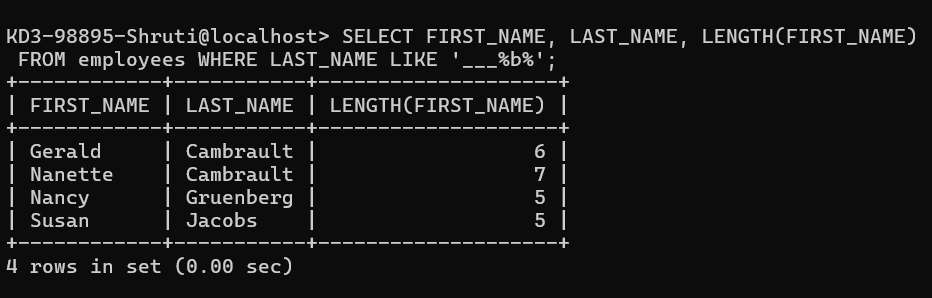 KD3-98895-Shruti@localhost> SELECT FIRST_NAME, LAST_NAME, LENGTH(FIRST_NAME)
 FROM employees WHERE LAST_NAME LIKE '___%b%';
+------------+-----------+--------------------+
| FIRST_NAME | LAST_NAME | LENGTH(FIRST_NAME) |
+------------+-----------+--------------------+
| Gerald     | Cambrault |                  6 |
| Nanette    | Cambrault |                  7 |
| Nancy      | Gruenberg |                  5 |
| Susan      | Jacobs    |                  5 |
+------------+-----------+--------------------+
4 rows in set (0.00 sec)